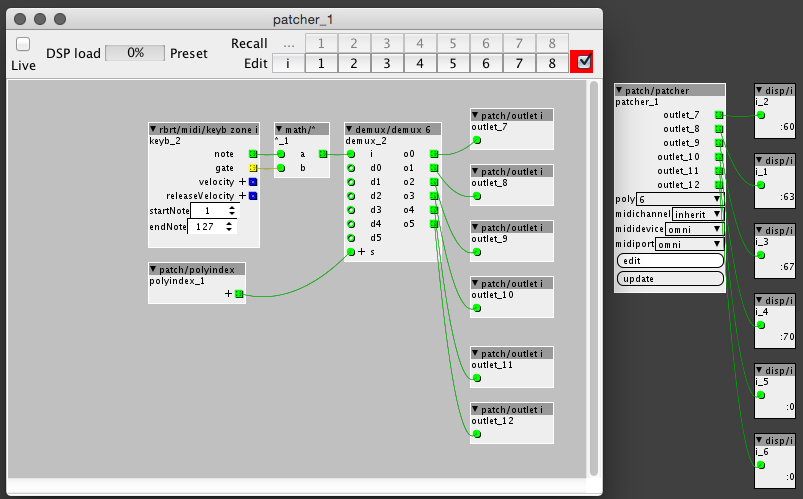 patcher_1
Live
DSP load 0% Preset
Recall ... 1 2 3 4 5 6 7 8
Edit i 1 2 3 4 5 6 7 8
rbrt/midi/keyb zone i
keyb_2
note
gate
velocity +
releaseVelocity +
startNote 1
endNote 127
math/*
*_1
a
b
demux/demux 6
demux_2
i o0
d0 o1
d1 o2
d2 o3
d3 o4
d4 o5
d5
+ s
patch/polyindex
polyindex_1
+
patch/outlet i
outlet_7
patch/outlet i
outlet_8
patch/outlet i
outlet_9
patch/outlet i
outlet_10
patch/outlet i
outlet_11
patch/outlet i
outlet_12
patch/patcher
patcher_1
outlet_7
outlet_8
outlet_9
outlet_10
outlet_11
outlet_12
poly 6
midichannel inherit
mididevice omni
midiport omni
edit
update
disp/i
i_2
:60
disp/i
i_1
:63
disp/i
i_3
:67
disp/i
i_4
:70
disp/i
i_5
:0
disp/i
i_6
:0